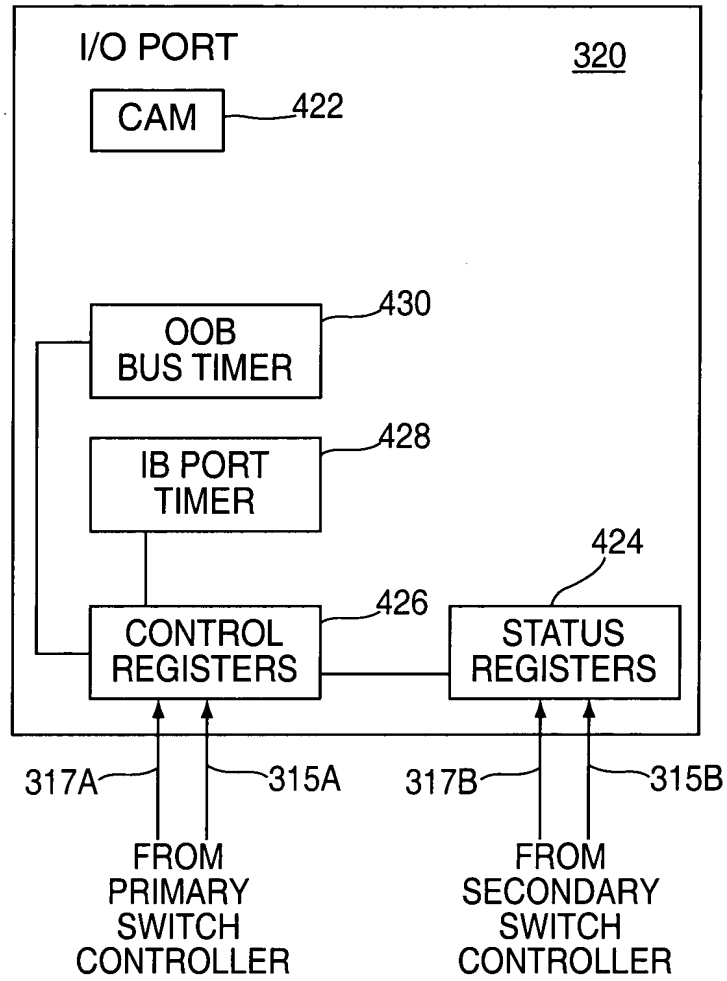 I/O PORT
320
CAM
422
OOB
BUS TIMER
430
IB PORT
TIMER
428
CONTROL
REGISTERS
426
STATUS
REGISTERS
424
317A
315A
317B
315B
FROM
PRIMARY
SWITCH
CONTROLLER
FROM
SECONDARY
SWITCH
CONTROLLER